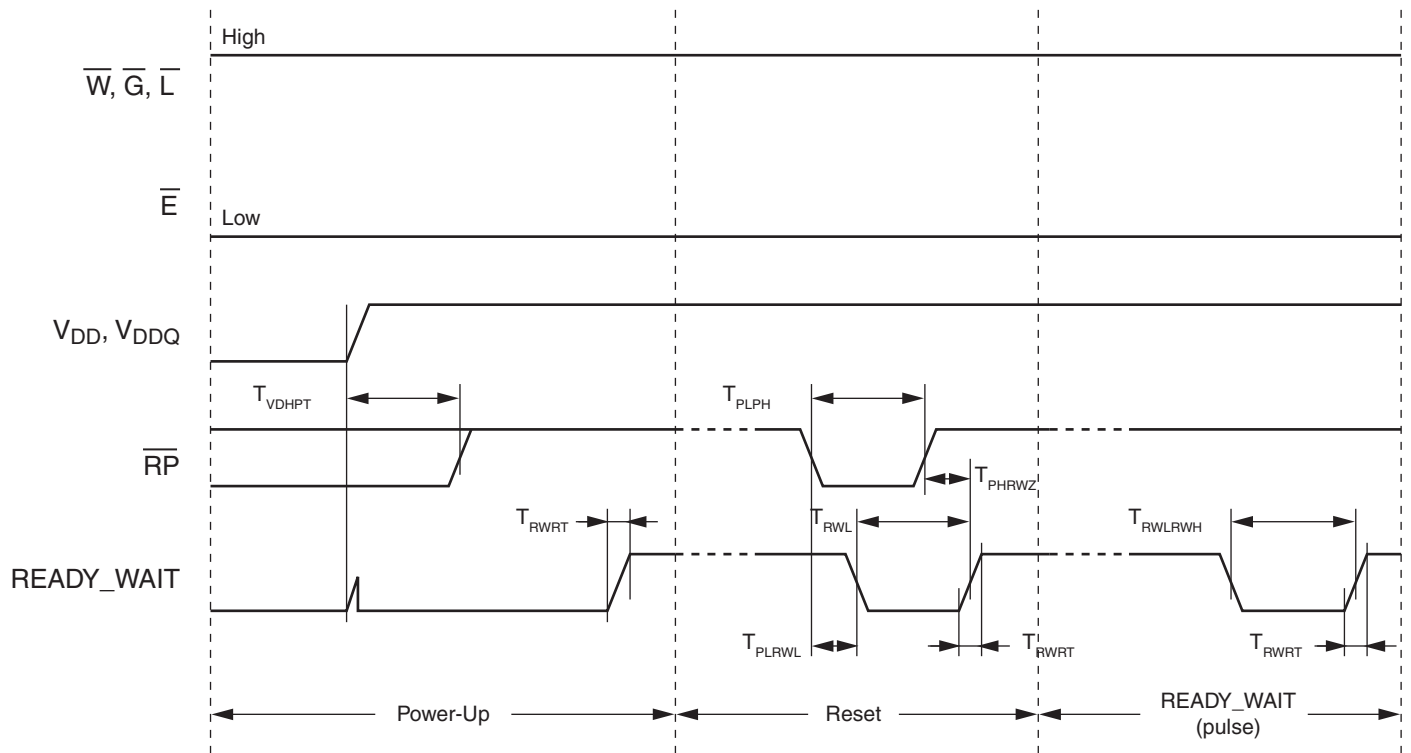 High
W, G, L
E
Low
VDD, VDDQ
TVDHPT
TPLPH
RP
TPHRWZ
TRWRT
TRWL
TRWLRWH
READY_WAIT
TPLRWL
TRWRT
TRWRT
Power-Up
Reset
READY_WAIT
(pulse)